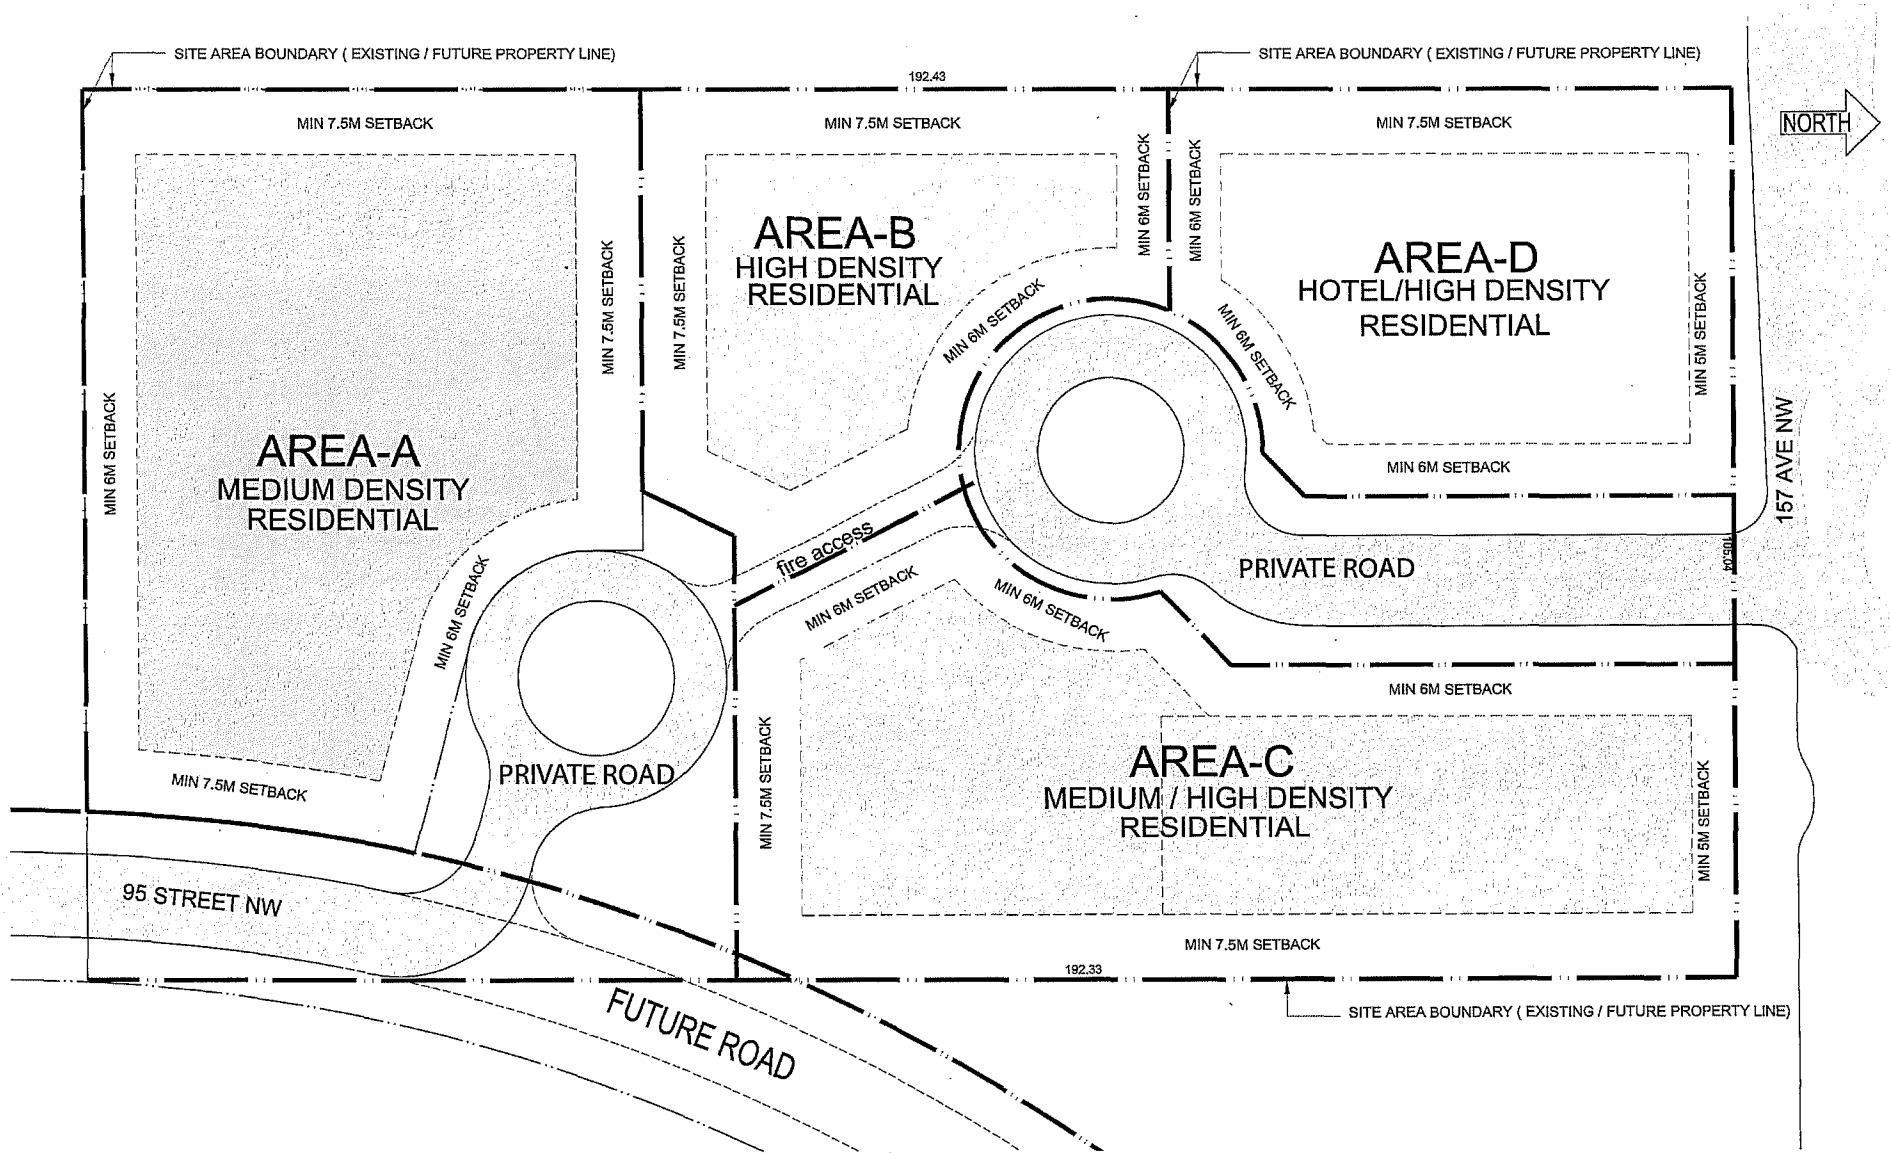 SITE AREA BOUNDARY ( EXISTING / FUTURE PROPERTY LINE)
192.43
SITE AREA BOUNDARY ( EXISTING / FUTURE PROPERTY LINE)
MIN 7.5M SETBACK
MIN 7.5M SETBACK
MIN 7.5M SETBACK
NORTH
MIN 6M SETBACK
MIN 6M SETBACK
AREA-B
HIGH DENSITY
RESIDENTIAL
AREA-D
HOTEL/HIGH DENSITY
RESIDENTIAL
MIN 7.5M SETBACK
MIN 7.5M SETBACK
MIN 6M SETBACK
MIN 6M SETBACK
MIN 5M SETBACK
MIN 6M SETBACK
AREA-A
MEDIUM DENSITY
RESIDENTIAL
MIN 6M SETBACK
157 AVE NW
fire access
105.04
PRIVATE ROAD
MIN 6M SETBACK
MIN 6M SETBACK
MIN 6M SETBACK
MIN 6M SETBACK
MIN 7.5M SETBACK
PRIVATE ROAD
MIN 7.5M SETBACK
AREA-C
MEDIUM / HIGH DENSITY
RESIDENTIAL
MIN 5M SETBACK
95 STREET NW
MIN 7.5M SETBACK
192.33
FUTURE ROAD
SITE AREA BOUNDARY ( EXISTING / FUTURE PROPERTY LINE)